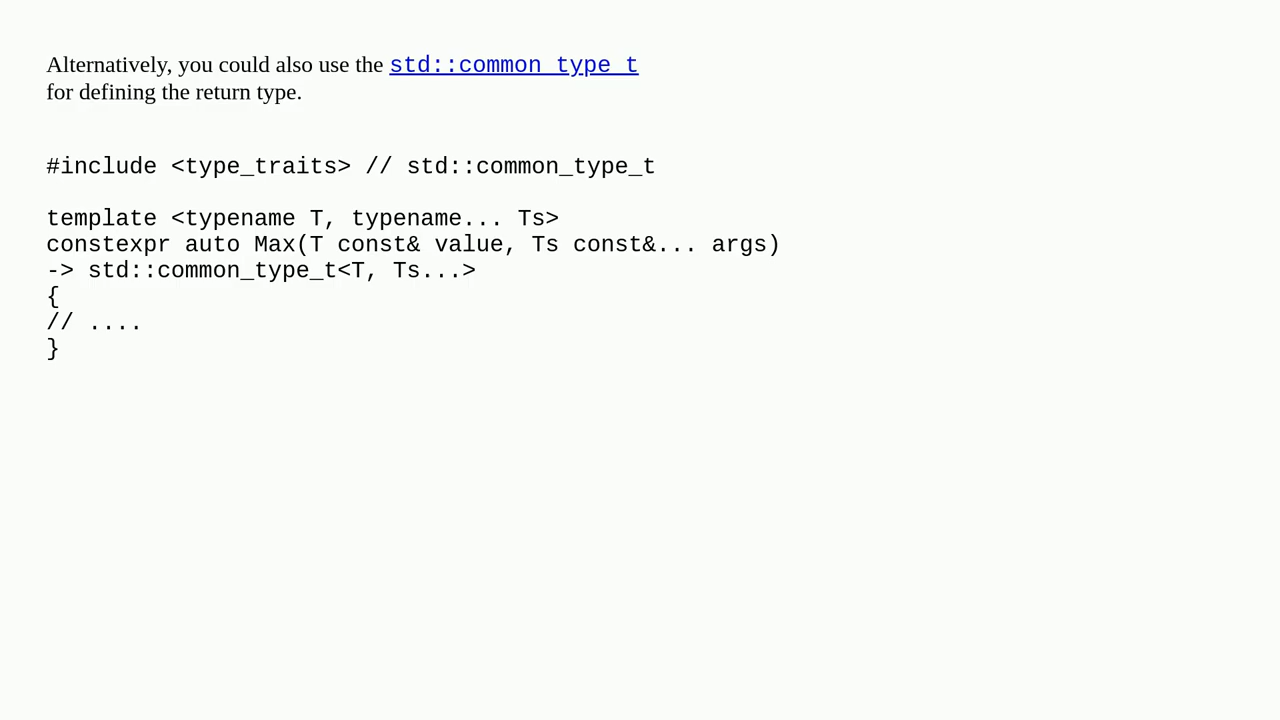 Alternatively, you could also use the std::common_type_t
for defining the return type.
#include <type_traits> // std::common_type_t
template <typename T, typename... Ts>
constexpr auto Max(T const& value, Ts const&... args)
-> std::common_type_t<T, Ts...>
{
// ....
}